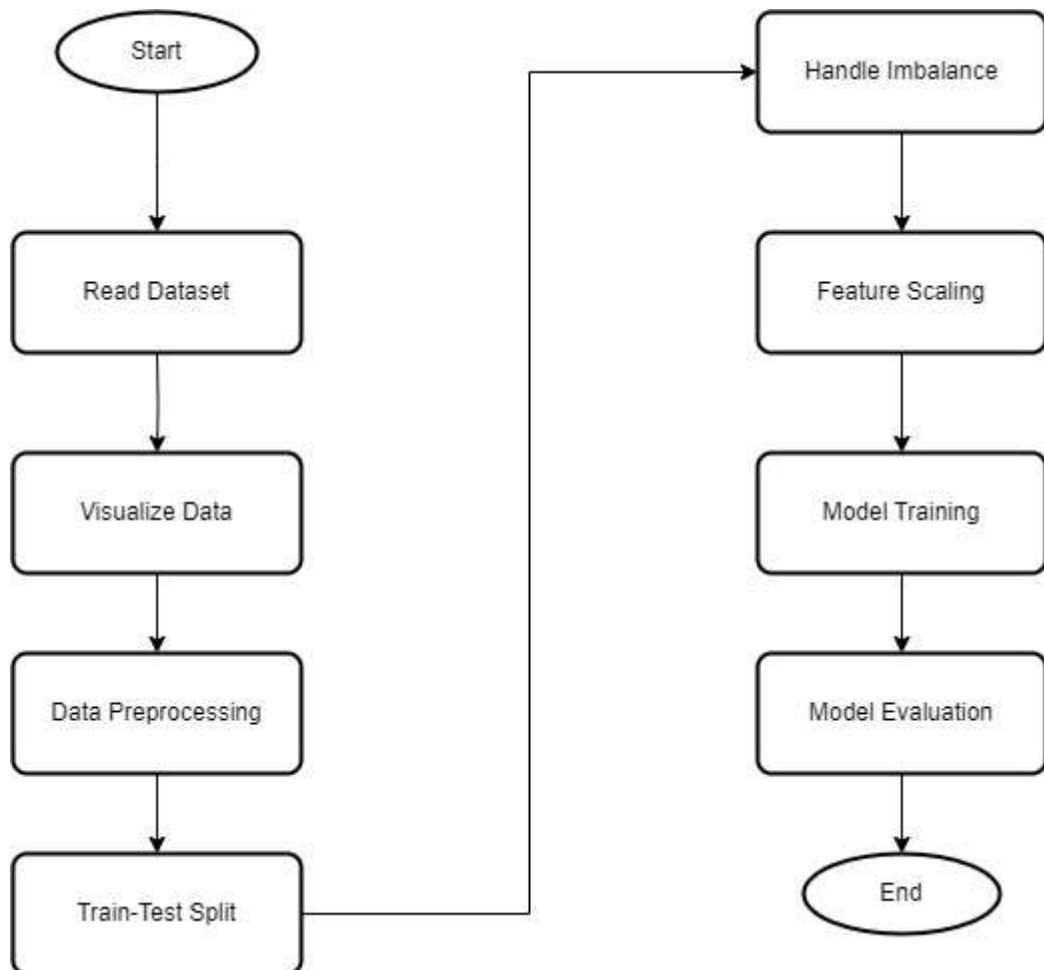 Start
Read Dataset
Visualize Data
Data Preprocessing
Train-Test Split
Handle Imbalance
Feature Scaling
Model Training
Model Evaluation
End